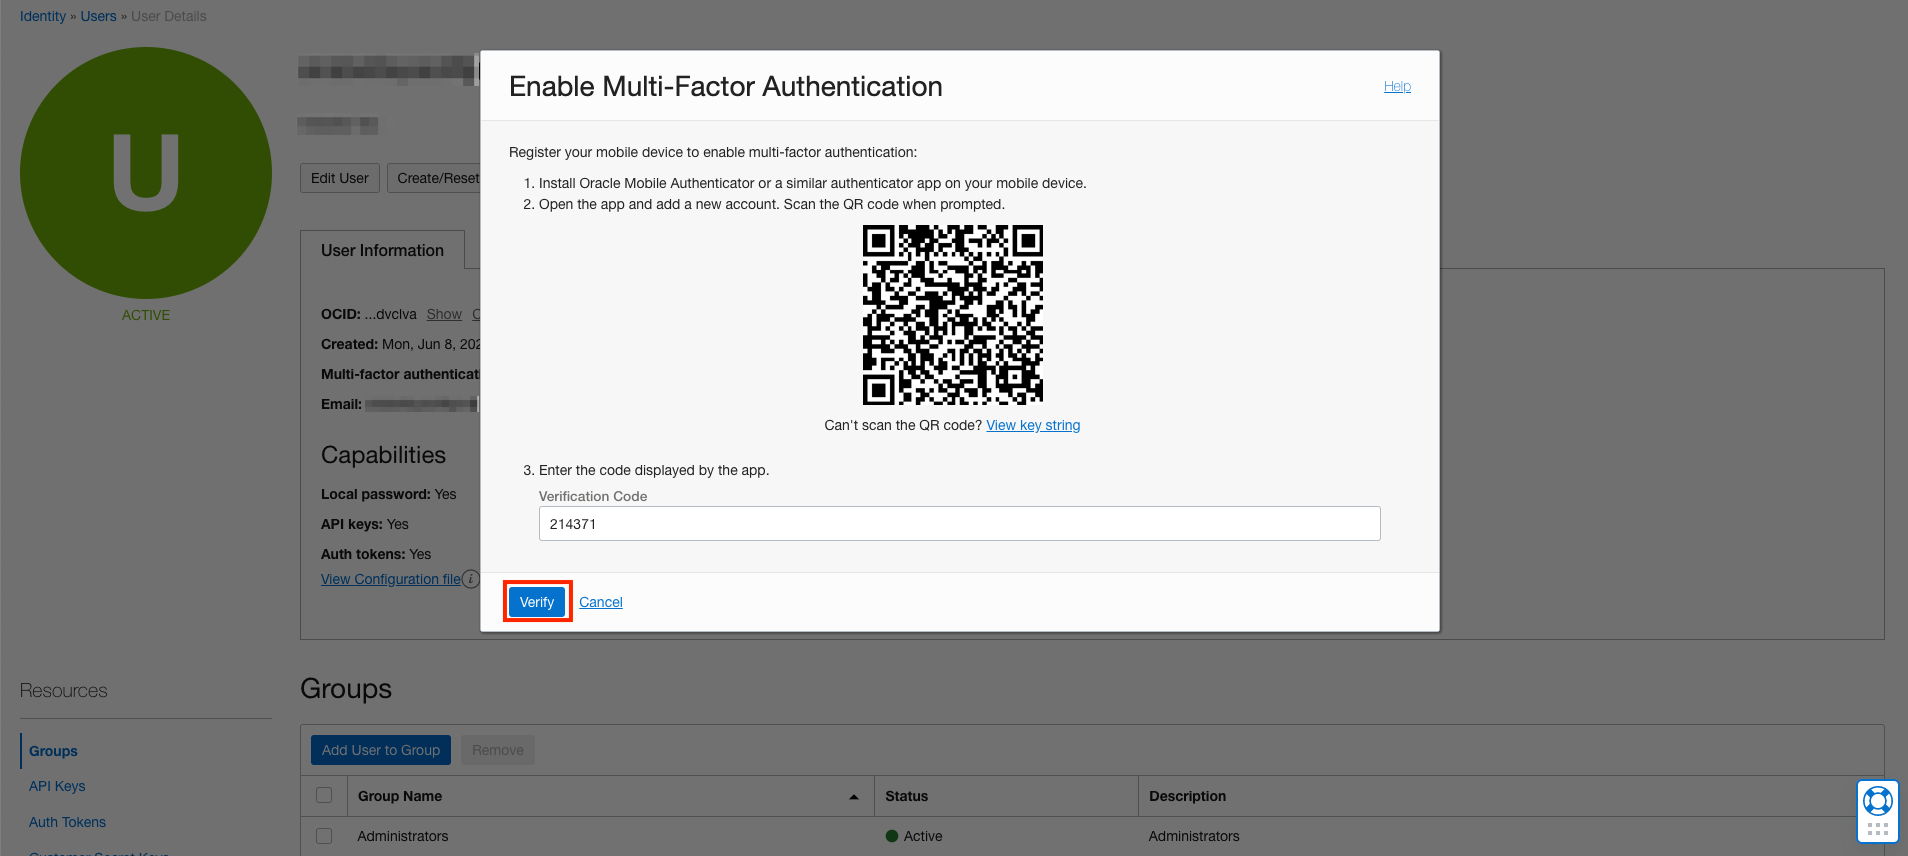 Identity » Users » User Details
U
ACTIVE
Edit User
Create/Reset
User Information
OCID: ...dvclva Show
Created: Mon, Jun 8, 202
Multi-factor authenticat
Email:
Capabilities
Local password: Yes
API keys: Yes
Auth tokens: Yes
View Configuration file i
Enable Multi-Factor Authentication
Help
Register your mobile device to enable multi-factor authentication:
1. Install Oracle Mobile Authenticator or a similar authenticator app on your mobile device.
2. Open the app and add a new account. Scan the QR code when prompted.
Can't scan the QR code? View key string
3. Enter the code displayed by the app.
Verification Code
214371
Verify
Cancel
Resources
Groups
API Keys
Auth Tokens
Customer Secret Keys
Groups
Add User to Group
Remove
Group Name
Status
Description
Administrators
Active
Administrators